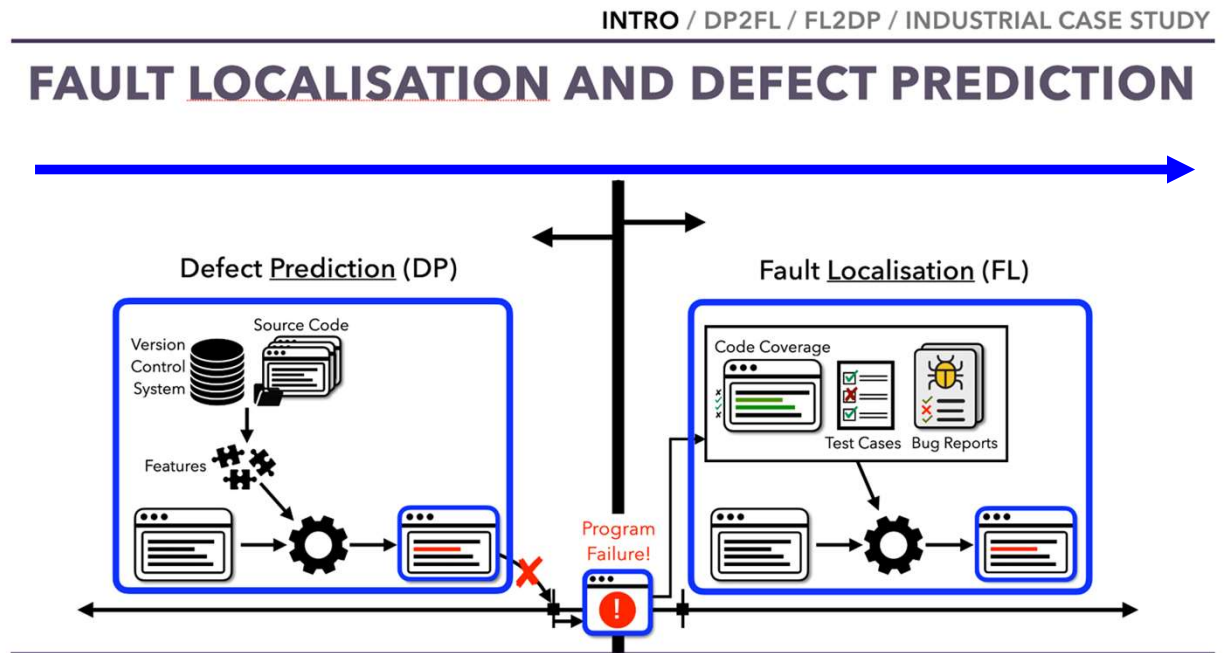 INTRO / DP2FL / FL2DP / INDUSTRIAL CASE STUDY
FAULT LOCALISATION AND DEFECT PREDICTION
Defect Prediction (DP)
Source Code
Version
Control
System
Features
Program
Failure!
!
Fault Localisation (FL)
Code Coverage
Test Cases
Bug Reports